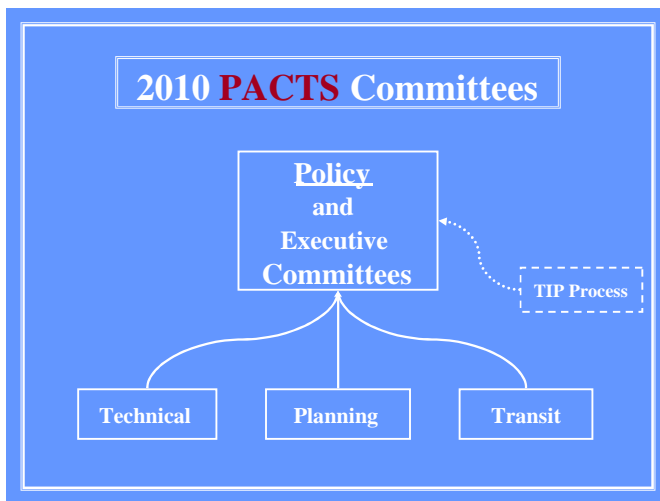 2010 PACTS Committees
Policy
and
Executive
Committees
TIP Process
Technical
Planning
Transit